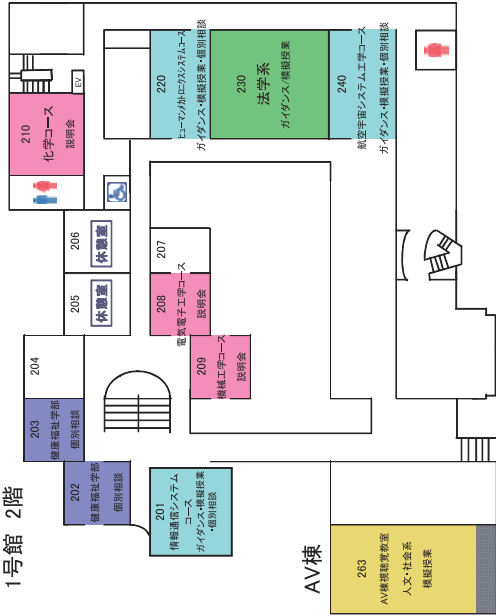 1号館 2階
210
化学コース
説明会
EV
220
ヒューマンメカトロニクスシステムコース
ガイダンス・模擬授業・個別相談
230
法学系
ガイダンス/模擬授業
240
航空宇宙システム工学コース
ガイダンス・模擬授業・個別相談
206
休憩室
205
休憩室
207
208
電気電子工学コース
説明会
209
機械工学コース
説明会
204
203
健康福祉学部
個別相談
202
健康福祉学部
個別相談
201
情報通信システム
コース
ガイダンス・模擬授業
・個別相談
AV棟
263
AV棟視聴覚教室
人文・社会系
模擬授業